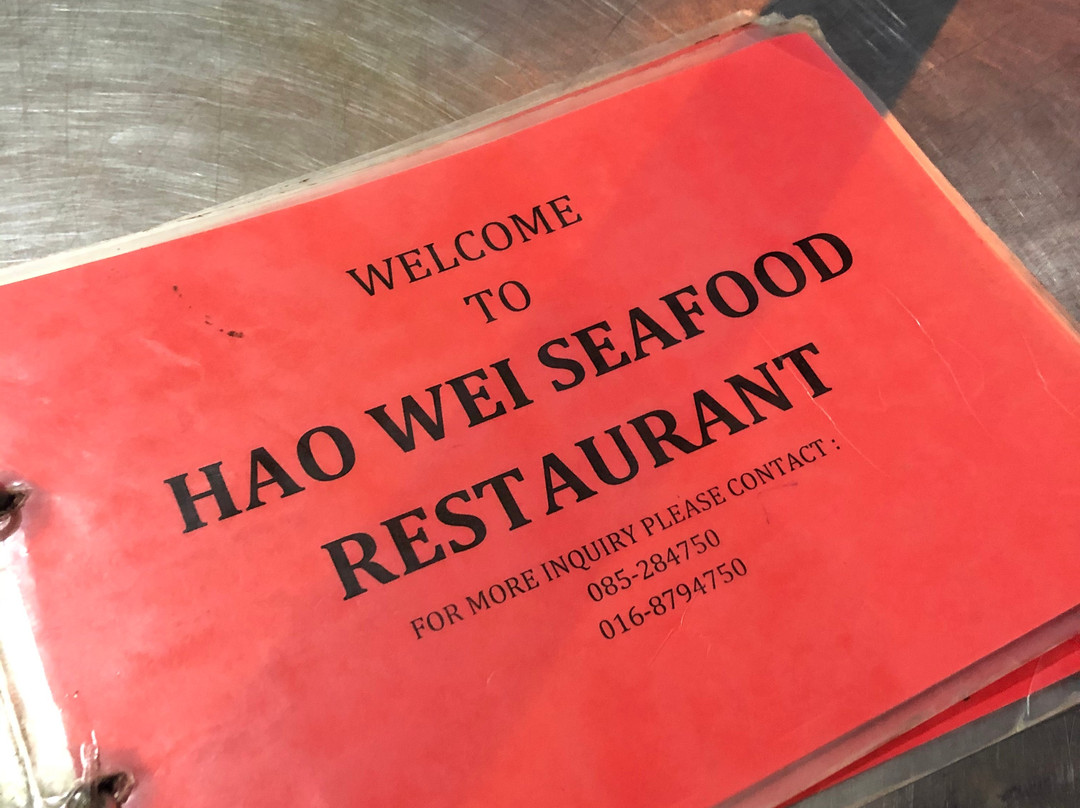 WELCOME
TO
HAO WEI SEAFOOD
RESTAURANT
FOR MORE INQUIRY PLEASE CONTACT :
085-284750
016-8794750